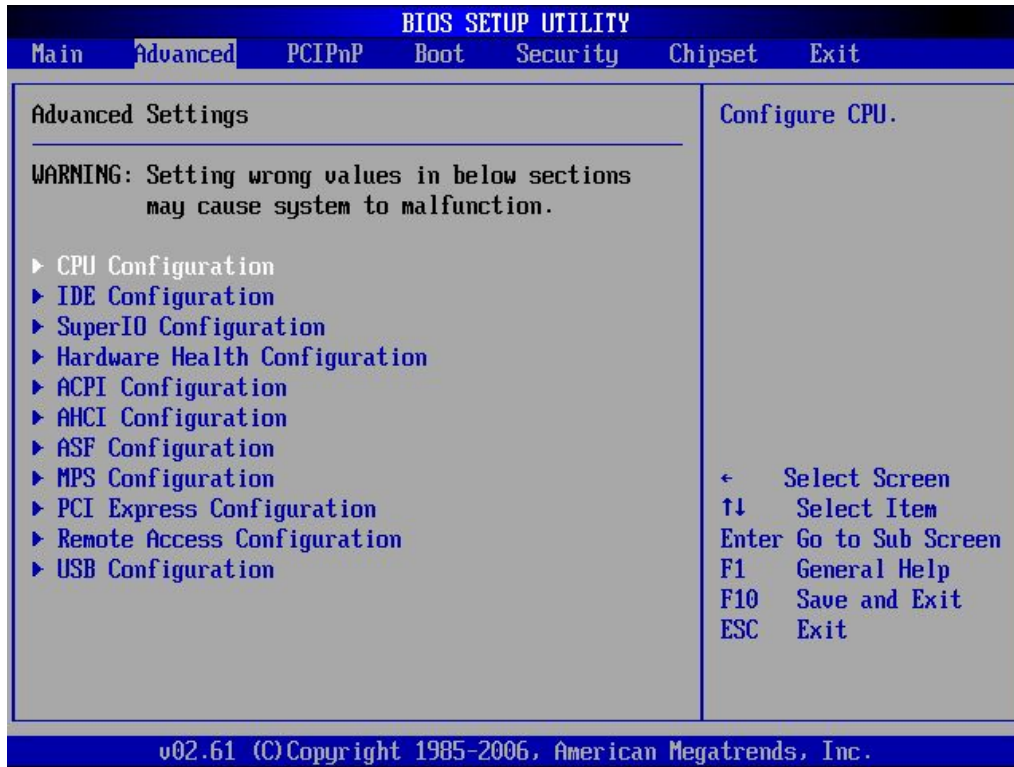 BIOS SETUP UTILITY
Main Advanced PCIPnP Boot Security Chipset Exit
Advanced Settings
WARNING: Setting wrong values in below sections
may cause system to malfunction.
▶ CPU Configuration
▶ IDE Configuration
▶ SuperIO Configuration
▶ Hardware Health Configuration
▶ ACPI Configuration
▶ AHCI Configuration
▶ ASF Configuration
▶ MPS Configuration
▶ PCI Express Configuration
▶ Remote Access Configuration
▶ USB Configuration
Configure CPU.
← Select Screen
↑↓ Select Item
Enter Go to Sub Screen
F1 General Help
F10 Save and Exit
ESC Exit
v02.61 (C)Copyright 1985-2006, American Megatrends, Inc.